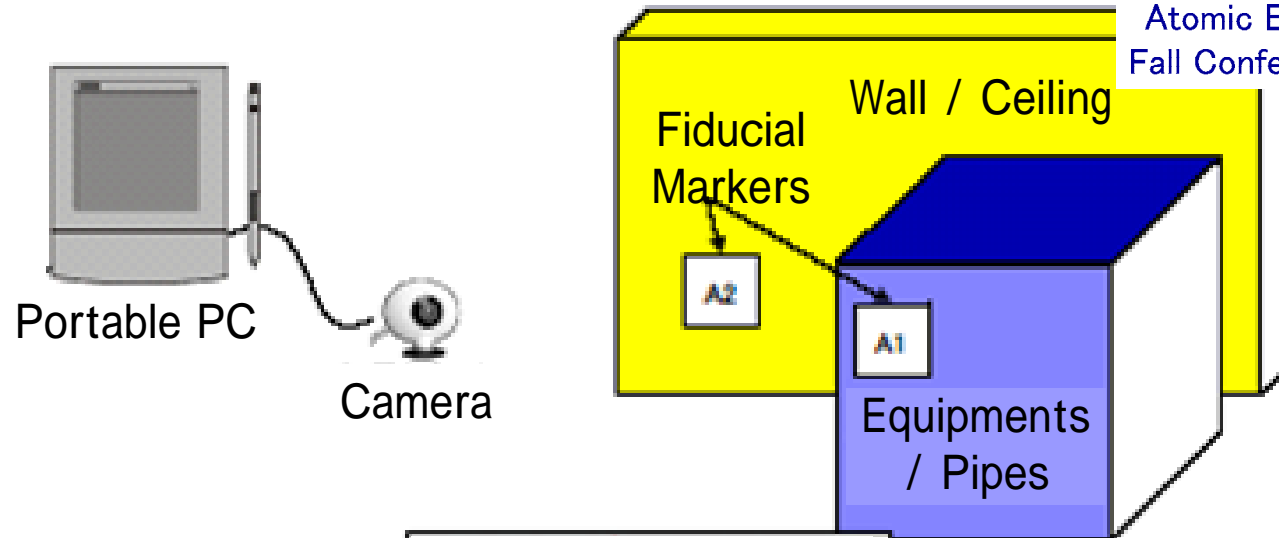 Atomic E
Fall Confe
Wall / Ceiling
Fiducial
Markers
A2
A1
Portable PC
Camera
Equipments
/ Pipes